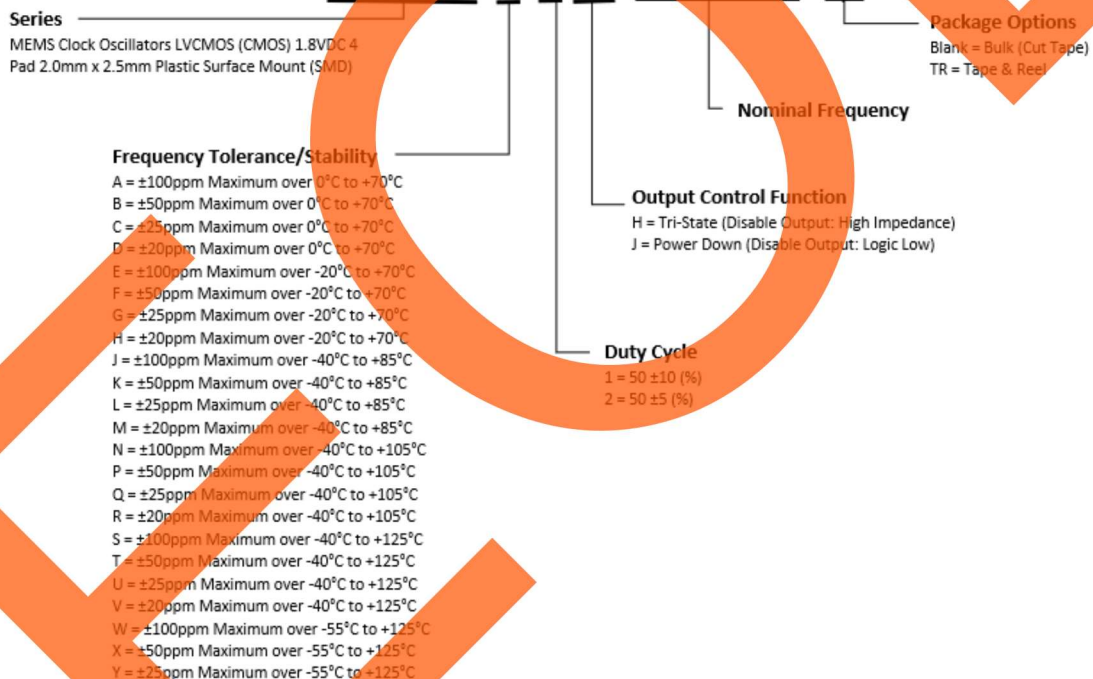 Series
MEMS Clock Oscillators LVCMOS (CMOS) 1.8VDC 4
Pad 2.0mm x 2.5mm Plastic Surface Mount (SMD)
Package Options
Blank = Bulk (Cut Tape)
TR = Tape & Reel
Nominal Frequency
Frequency Tolerance/Stability
A = ±100ppm Maximum over 0°C to +70°C
B = ±50ppm Maximum over 0°C to +70°C
C = ±25ppm Maximum over 0°C to +70°C
D = ±20ppm Maximum over 0°C to +70°C
E = ±100ppm Maximum over -20°C to +70°C
F = ±50ppm Maximum over -20°C to +70°C
G = ±25ppm Maximum over -20°C to +70°C
H = ±20ppm Maximum over -20°C to +70°C
J = ±100ppm Maximum over -40°C to +85°C
K = ±50ppm Maximum over -40°C to +85°C
L = ±25ppm Maximum over -40°C to +85°C
M = ±20ppm Maximum over -40°C to +85°C
N = ±100ppm Maximum over -40°C to +105°C
P = ±50ppm Maximum over -40°C to +105°C
Q = ±25ppm Maximum over -40°C to +105°C
R = ±20ppm Maximum over -40°C to +105°C
S = ±100ppm Maximum over -40°C to +125°C
T = ±50ppm Maximum over -40°C to +125°C
U = ±25ppm Maximum over -40°C to +125°C
V = ±20ppm Maximum over -40°C to +125°C
W = ±100ppm Maximum over -55°C to +125°C
X = ±50ppm Maximum over -55°C to +125°C
Y = ±25ppm Maximum over -55°C to +125°C
Output Control Function
H = Tri-State (Disable Output: High Impedance)
J = Power Down (Disable Output: Logic Low)
Duty Cycle
1 = 50 ±10 (%)
2 = 50 ±5 (%)